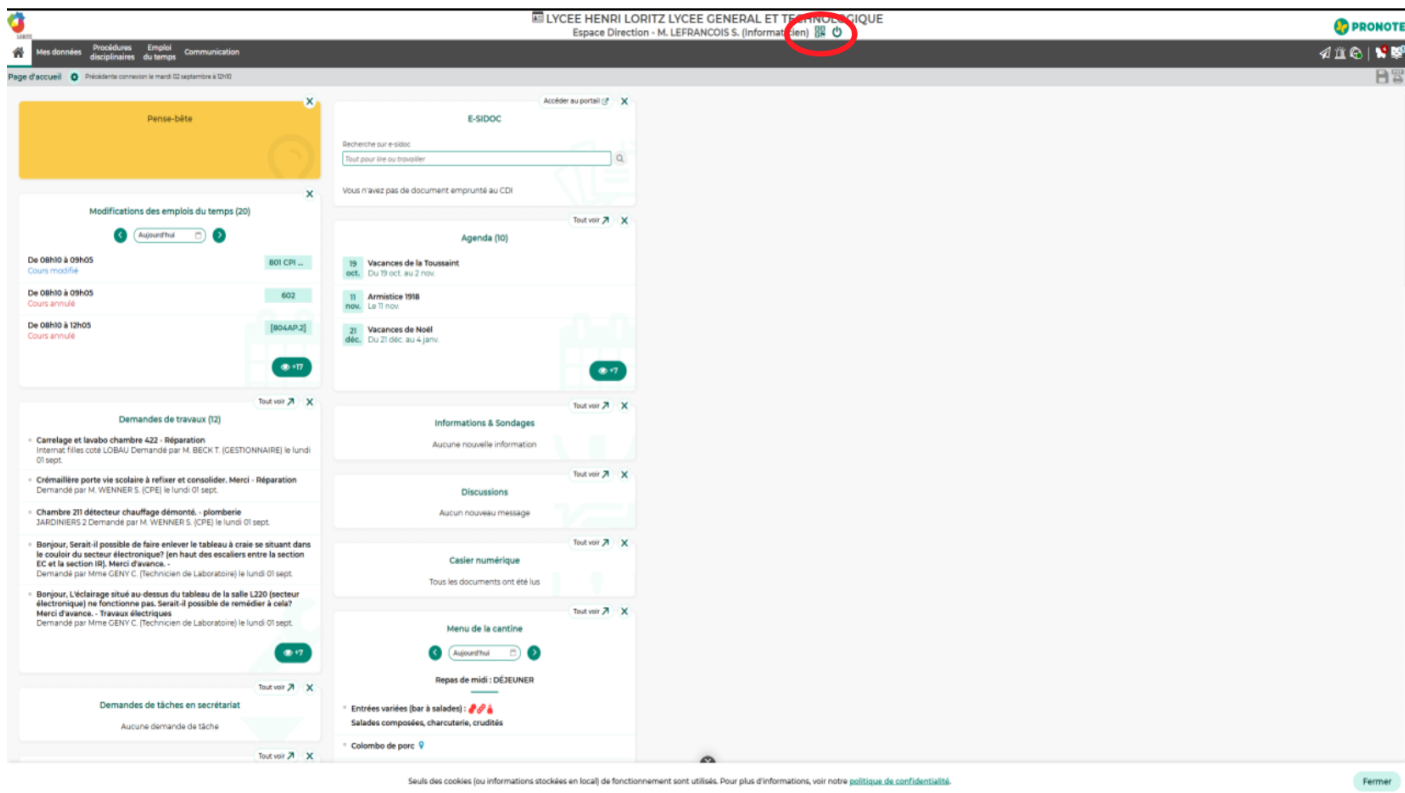 LYCEE HENRI LORITZ LYCEE GENERAL ET TECHNOLOGIQUE
Espace Direction - M. LEFRANCOIS S. (Informaticien)
LORITZ
PRONOTE
Mes données
Procédures disciplinaires
Emploi du temps
Communication
Page d'accueil
Précédente connexion le mardi 02 septembre à 12h10
Pense-bête
X
Modifications des emplois du temps (20)
X
Aujourd'hui
De 08h10 à 09h05
801 CPI ...
Cours modifié
De 08h10 à 09h05
602
Cours annulé
De 08h10 à 12h05
[804AP.2]
Cours annulé
+17
Tout voir X
Demandes de travaux (12)
Carrelage et lavabo chambre 422 - Réparation
Internat filles coté LOBAU Demandé par M. BECK T. (GESTIONNAIRE) le lundi
01 sept.
Crémaillère porte vie scolaire à refixer et consolider. Merci - Réparation
Demandé par M. WENNER S. (CPE) le lundi 01 sept.
Chambre 211 détecteur chauffage démonté. - plomberie
JARDINIERS 2 Demandé par M. WENNER S. (CPE) le lundi 01 sept.
Bonjour, Serait-il possible de faire enlever le tableau à craie se situant dans
le couloir du secteur électronique? (en haut des escaliers entre la section
EC et la section IR). Merci d'avance. -
Demandé par Mme GENY C. (Technicien de Laboratoire) le lundi 01 sept.
Bonjour, L'éclairage situé au-dessus du tableau de la salle L220 (secteur
électronique) ne fonctionne pas. Serait-il possible de remédier à cela?
Merci d'avance. - Travaux électriques
Demandé par Mme GENY C. (Technicien de Laboratoire) le lundi 01 sept.
+7
Tout voir X
Demandes de tâches en secrétariat
Aucune demande de tâche
Tout voir X
Accéder au portail X
E-SIDOC
Recherche sur e-sidoc
Tout pour lire ou travailler
Vous n'avez pas de document emprunté au CDI
Tout voir X
Agenda (10)
19 oct.
Vacances de la Toussaint
Du 19 oct. au 2 nov.
11 nov.
Armistice 1918
Le 11 nov.
21 déc.
Vacances de Noël
Du 21 déc. au 4 janv.
+7
Tout voir X
Informations & Sondages
Aucune nouvelle information
Tout voir X
Discussions
Aucun nouveau message
Tout voir X
Casier numérique
Tous les documents ont été lus
Tout voir X
Menu de la cantine
Aujourd'hui
Repas de midi : DÉJEUNER
Entrées variées (bar à salades) :
Salades composées, charcuterie, crudités
Colombo de porc
Seuls des cookies (ou informations stockées en local) de fonctionnement sont utilisés. Pour plus d'informations, voir notre politique de confidentialité.
Fermer